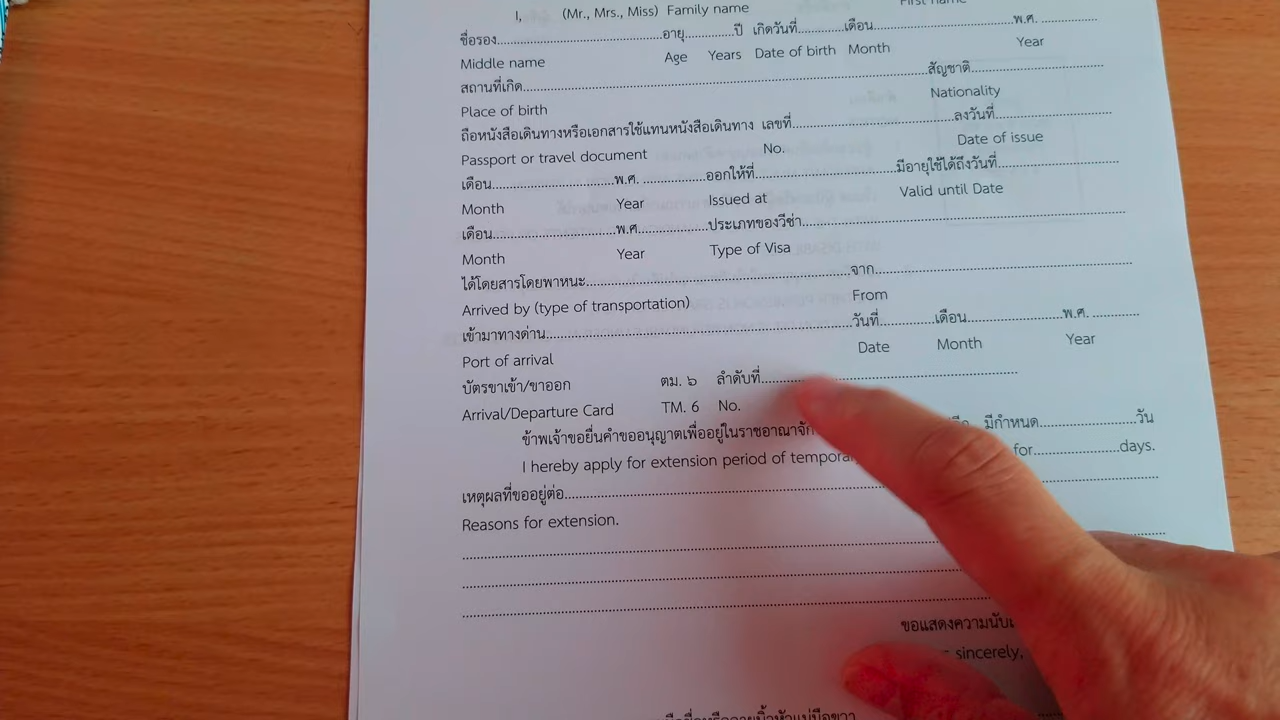 I, (Mr., Mrs., Miss) Family name First name
ชื่อรอง....................................อายุ.............ปี เกิดวันที่............เดือน....................................พ.ศ. ..............
Middle name Age Years Date of birth Month Year
สถานที่เกิด....................................................................................................สัญชาติ.................................
Place of birth Nationality
ถือหนังสือเดินทางหรือเอกสารใช้แทนหนังสือเดินทาง เลขที่........................................ลงวันที่.............................
Passport or travel document No. Date of issue
เดือน..............................พ.ศ. ................ออกให้ที่...................................มีอายุใช้ได้ถึงวันที่..............................
Month Year Issued at Valid until Date
เดือน..............................พ.ศ.................ประเภทของวีซ่า................................................................................
Month Year Type of Visa
ได้โดยสารโดยพาหนะ.................................................................จาก................................................................
Arrived by (type of transportation) From
เข้ามาทางด่าน...........................................................................วันที่..............เดือน........................พ.ศ. ............
Port of arrival Date Month Year
บัตรขาเข้า/ขาออก ตม. ๖ ลำดับที่................................................................
Arrival/Departure Card TM. 6 No.
ข้าพเจ้าขอยื่นคำขออนุญาตเพื่ออยู่ในราชอาณาจักร มีกำหนด........................วัน
I hereby apply for extension period of for.....................days.
เหตุผลที่ขออยู่ต่อ....................................................................................................................................
Reasons for extension.
....................................................................................................................................................
....................................................................................................................................................
....................................................................................................................................................
ขอแสดงความ
sincerely,